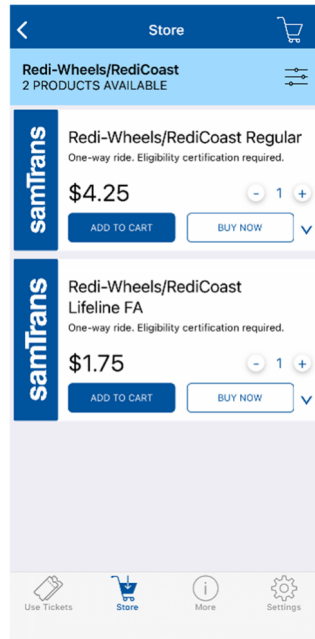 Store
Redi-Wheels/RediCoast
2 PRODUCTS AVAILABLE
samTrans
Redi-Wheels/RediCoast Regular
One-way ride. Eligibility certification required.
$4.25
- 1 +
ADD TO CART BUY NOW
samTrans
Redi-Wheels/RediCoast
Lifeline FA
One-way ride. Eligibility certification required.
$1.75
- 1 +
ADD TO CART BUY NOW
Use Tickets Store More Settings